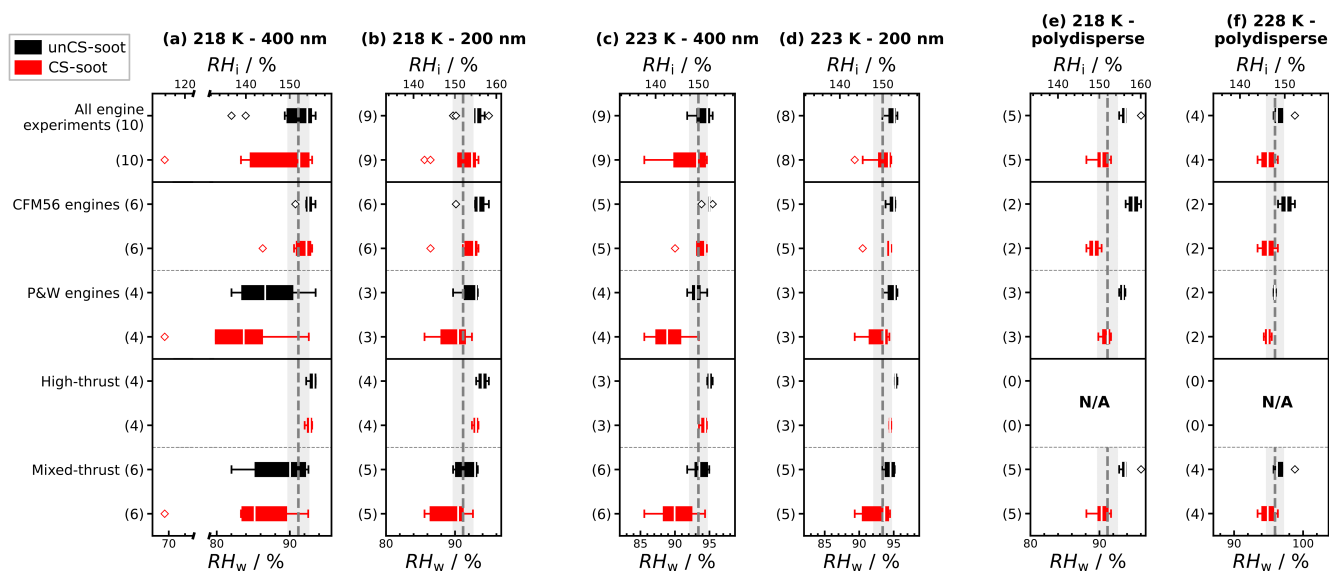 unCS-soot
CS-soot
(a) 218 K - 400 nm
(b) 218 K - 200 nm
(c) 223 K - 400 nm
(d) 223 K - 200 nm
(e) 218 K -
polydisperse
(f) 228 K -
polydisperse
RHi / %
RHi / %
RHi / %
RHi / %
RHi / %
RHi / %
120 140 150
140 150 160
140 150
140 150
140 150 160
140 150
All engine
experiments (10)
(9)
(9)
(8)
(5)
(4)
(10)
(9)
(9)
(8)
(5)
(4)
CFM56 engines (6)
(6)
(5)
(5)
(2)
(2)
(6)
(6)
(5)
(5)
(2)
(2)
P&W engines (4)
(3)
(4)
(3)
(3)
(2)
(4)
(3)
(4)
(3)
(3)
(2)
High-thrust (4)
(4)
(3)
(3)
(0)
(0)
N/A
N/A
(4)
(4)
(3)
(3)
(0)
(0)
Mixed-thrust (6)
(5)
(6)
(5)
(5)
(4)
(6)
(5)
(6)
(5)
(5)
(4)
70 80 90
90
85 90 95
85 90 95
80 90
90 100
RHw / %
RHw / %
RHw / %
RHw / %
RHw / %
RHw / %